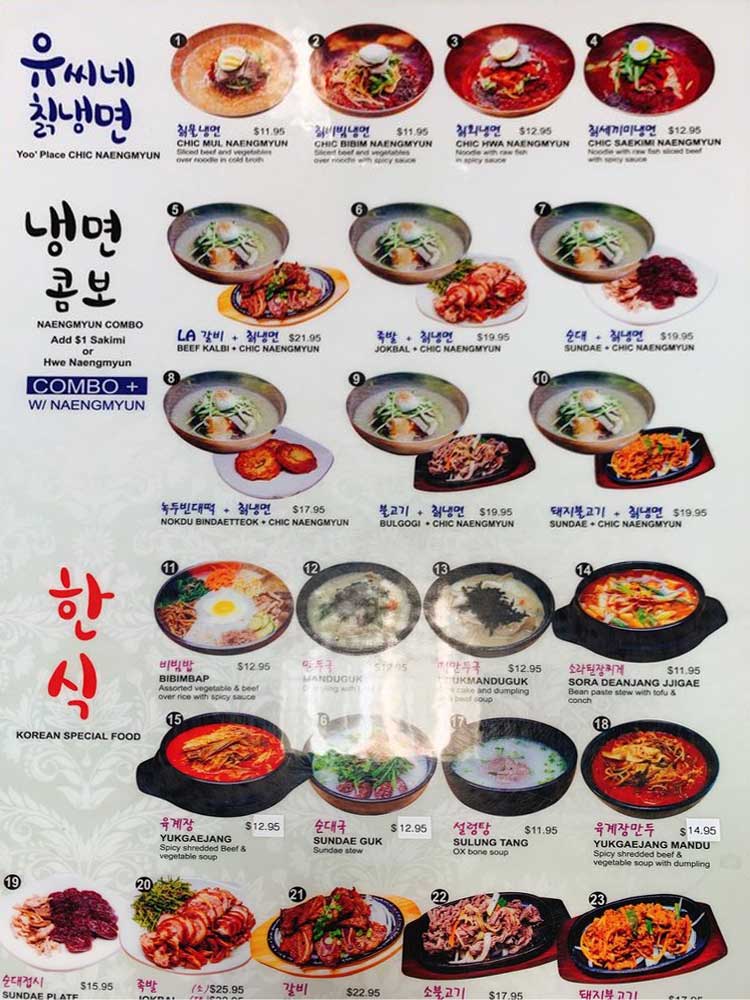 유씨네
칡냉면
Yoo' Place CHIC NAENGMYUN
1
칡물냉면 $11.95
CHIC MUL NAENGMYUN
Sliced beef and vegetables
over noodle in cold broth
2
칡비빔냉면 $11.95
CHIC BIBIM NAENGMYUN
Sliced beef and vegetables
over noodle with spicy sauce
3
칡회냉면 $12.95
CHIC HWA NAENGMYUN
Noodle with raw fish
in spicy sauce
4
칡세끼미냉면 $12.95
CHIC SAEKIMI NAENGMYUN
Noodle with raw fish sliced beef
with spicy sauce
냉면
콤보
NAENGMYUN COMBO
Add $1 Sakimi
or
Hwe Naengmyun
COMBO +
W/ NAENGMYUN
5
LA 갈비 + 칡냉면 $21.95
BEEF KALBI + CHIC NAENGMYUN
6
족발 + 칡냉면 $19.95
JOKBAL + CHIC NAENGMYUN
7
순대 + 칡냉면 $19.95
SUNDAE + CHIC NAENGMYUN
8
녹두빈대떡 + 칡냉면 $17.95
NOKDU BINDAETTEOK + CHIC NAENGMYUN
9
불고기 + 칡냉면 $19.95
BULGOGI + CHIC NAENGMYUN
10
돼지불고기 + 칡냉면 $19.95
SUNDAE + CHIC NAENGMYUN
한
식
KOREAN SPECIAL FOOD
11
비빔밥 $12.95
BIBIMBAP
Assorted vegetable & beef
over rice with spicy sauce
12
만두국 $12.95
MANDUGUK
with
13
만두국 $12.95
MANDUGUK
cake and dumpling
beef soup
14
소라된장찌게 $11.95
SORA DEANJANG JJIGAE
Bean paste stew with tofu &
conch
15
육계장 $12.95
YUKGAEJANG
Spicy shredded Beef &
vegetable soup
16
순대국 $12.95
SUNDAE GUK
Sundae stew
17
설렁탕 $11.95
SULUNG TANG
OX bone soup
18
육계장만두 $14.95
YUKGAEJANG MANDU
Spicy shredded beef &
vegetable soup with dumpling
19
순대접시 $15.95
SUNDAE PLATE
20
족발 (소)$25.95
JOKBAL
21
갈비 $22.95
22
소불고기 $17.95
23
돼지불고기 $17.95